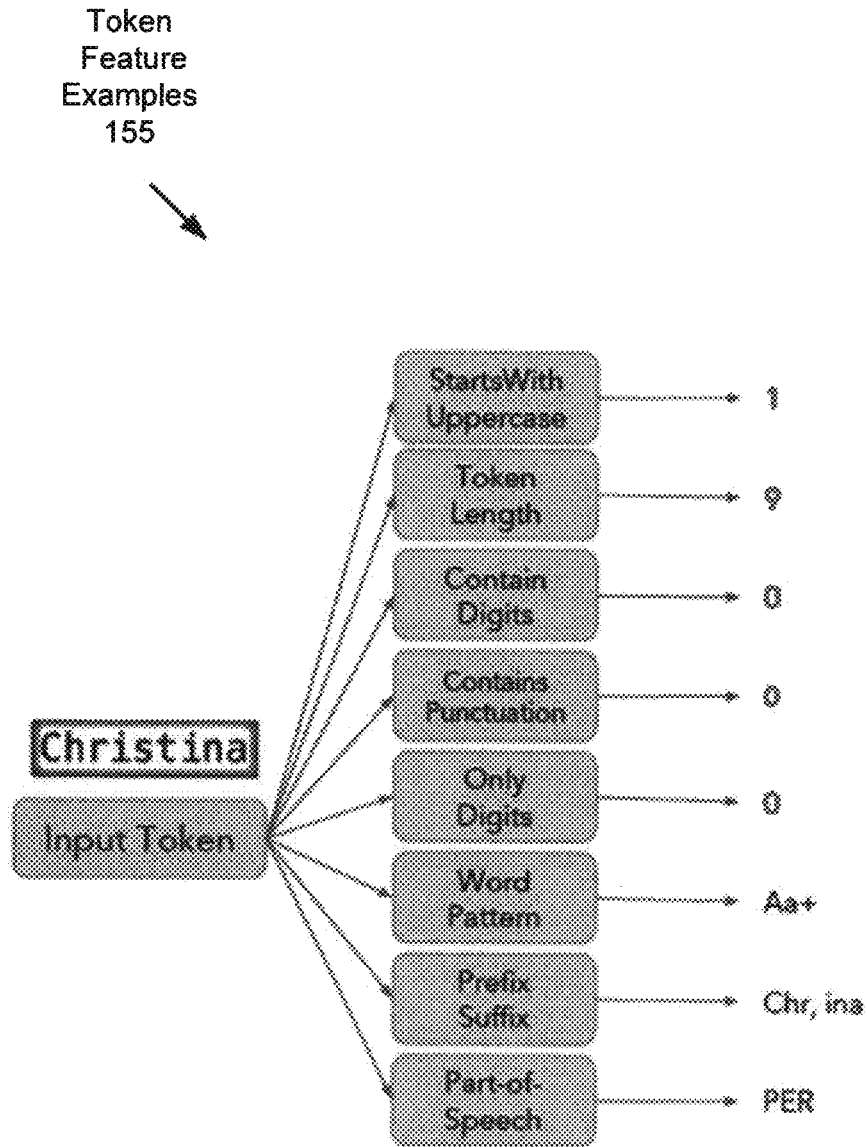 Token
Feature
Examples
155
StartsWith
Uppercase
1
Token
Length
9
Contain
Digits
0
Contains
Punctuation
0
Christina
Input Token
Only
Digits
0
Word
Pattern
Aa+
Prefix
Suffix
Chr, ina
Part-of-
Speech
PER